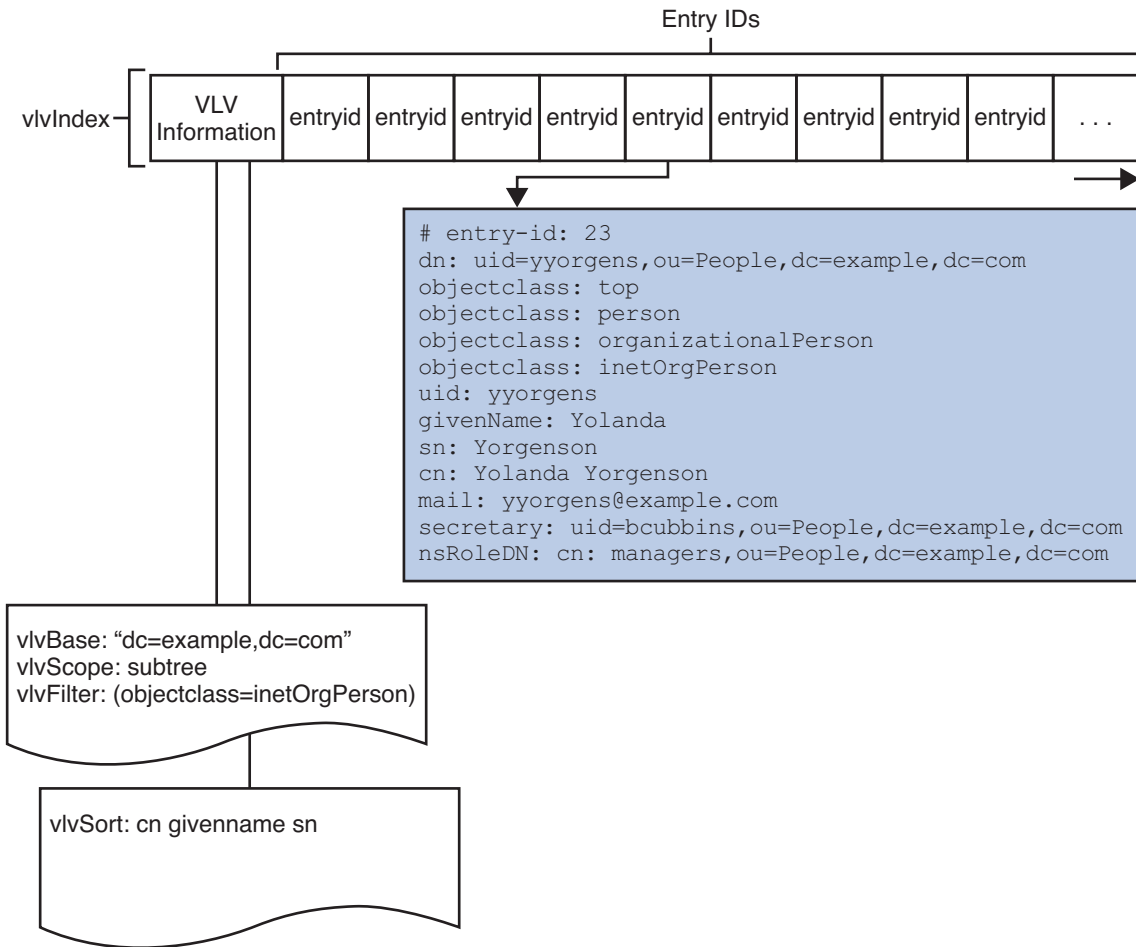 Entry IDs
vlvIndex
VLV
Information
entryid
entryid
entryid
entryid
entryid
entryid
entryid
entryid
entryid
. . .
# entry-id: 23
dn: uid=yyorgens,ou=People,dc=example,dc=com
objectclass: top
objectclass: person
objectclass: organizationalPerson
objectclass: inetOrgPerson
uid: yyorgens
givenName: Yolanda
sn: Yorgenson
cn: Yolanda Yorgenson
mail: yyorgens@example.com
secretary: uid=bcubbins,ou=People,dc=example,dc=com
nsRoleDN: cn: managers,ou=People,dc=example,dc=com
vlvBase: “dc=example,dc=com”
vlvScope: subtree
vlvFilter: (objectclass=inetOrgPerson)
vlvSort: cn givenname sn